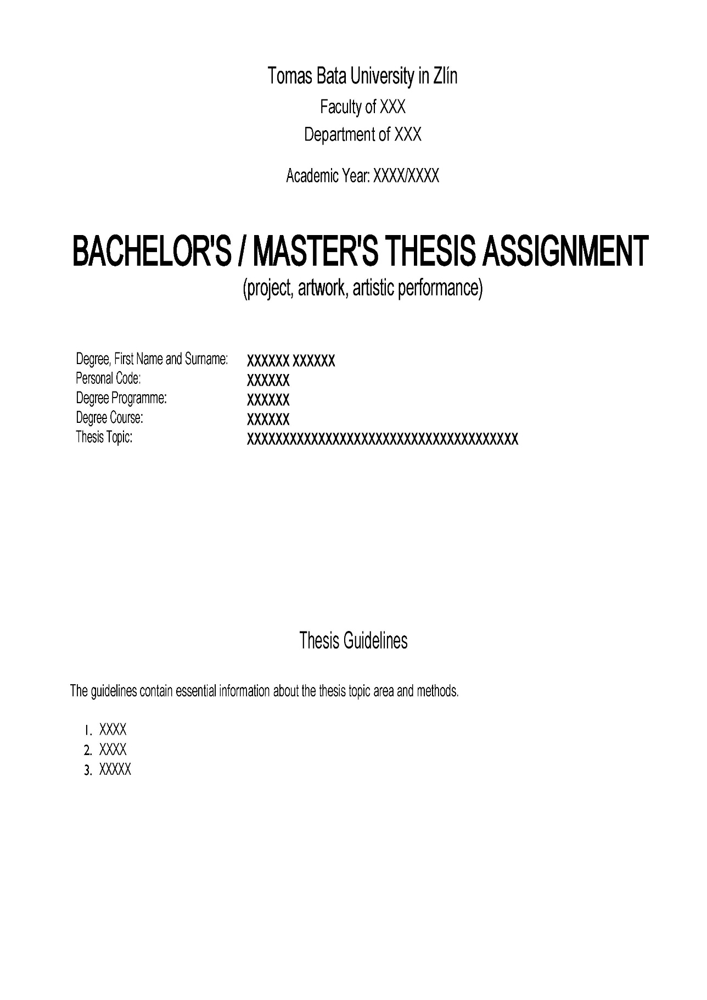 Tomas Bata University in Zlín
Faculty of XXX
Department of XXX
Academic Year: XXXX/XXXX
BACHELOR'S / MASTER'S THESIS ASSIGNMENT
(project, artwork, artistic performance)
Degree, First Name and Surname: XXXXXX XXXXXX
Personal Code: XXXXXX
Degree Programme: XXXXXX
Degree Course: XXXXXX
Thesis Topic: XXXXXXXXXXXXXXXXXXXXXXXXXXXXXXXXXXXXXX
Thesis Guidelines
The guidelines contain essential information about the thesis topic area and methods.
1. XXXX
2. XXXX
3. XXXXX